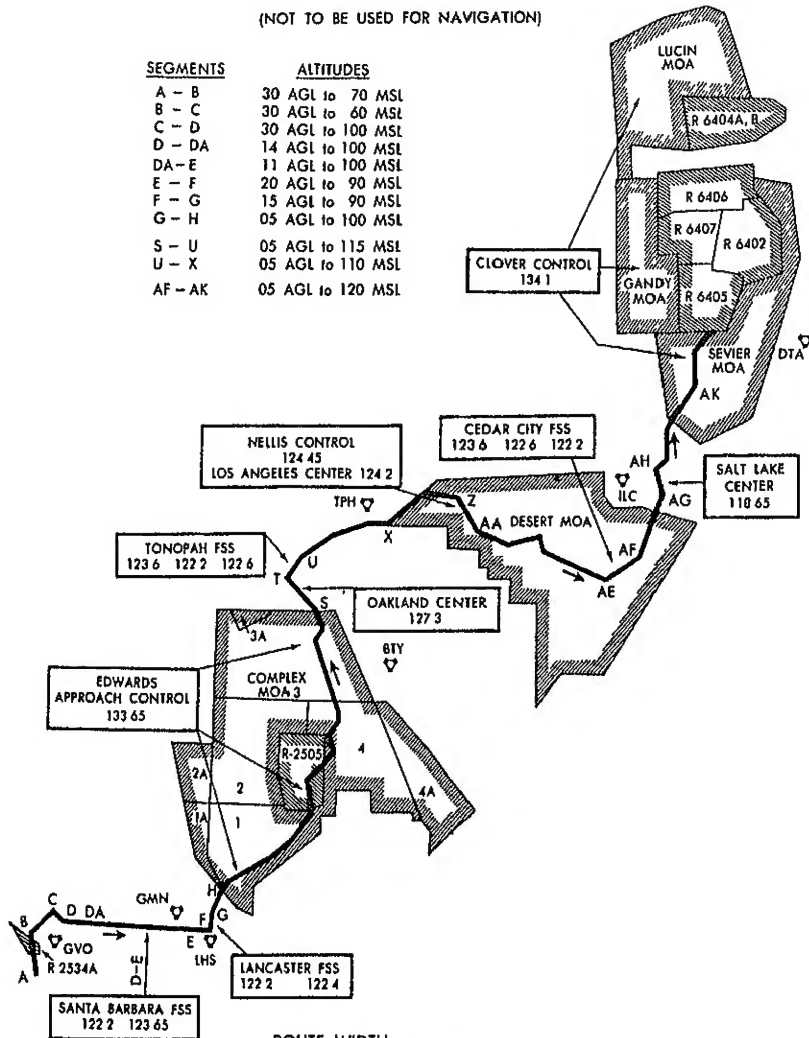 (NOT TO BE USED FOR NAVIGATION)
SEGMENTS ALTITUDES
A – B 30 AGL to 70 MSL
B – C 30 AGL to 60 MSL
C – D 30 AGL to 100 MSL
D – DA 14 AGL to 100 MSL
DA–E 11 AGL to 100 MSL
E – F 20 AGL to 90 MSL
F – G 15 AGL to 90 MSL
G – H 05 AGL to 100 MSL
S – U 05 AGL to 115 MSL
U – X 05 AGL to 110 MSL
AF – AK 05 AGL to 120 MSL
LUCIN
MOA
R 6404A, B
R 6406
R 6407
R 6402
CLOVER CONTROL
134 1
GANDY
MOA
R 6405
SEVIER
MOA
DTA
AK
CEDAR CITY FSS
123 6 122 6 122 2
NELLIS CONTROL
124 45
LOS ANGELES CENTER 124 2
AH
ILC
AG
SALT LAKE
CENTER
118 65
TPH
Z
X
AA
DESERT MOA
AF
AE
TONOPAH FSS
123 6 122 2 122 6
U
T
S
OAKLAND CENTER
127 3
3A
BTY
EDWARDS
APPROACH CONTROL
133 65
COMPLEX
MOA 3
R-2505
4
2A
2
4A
1A
1
H
G
F
E
LHS
GMN
C
D DA
B
GVO
A
R 2534A
D–E
LANCASTER FSS
122 2 122 4
SANTA BARBARA FSS
122 2 123 65